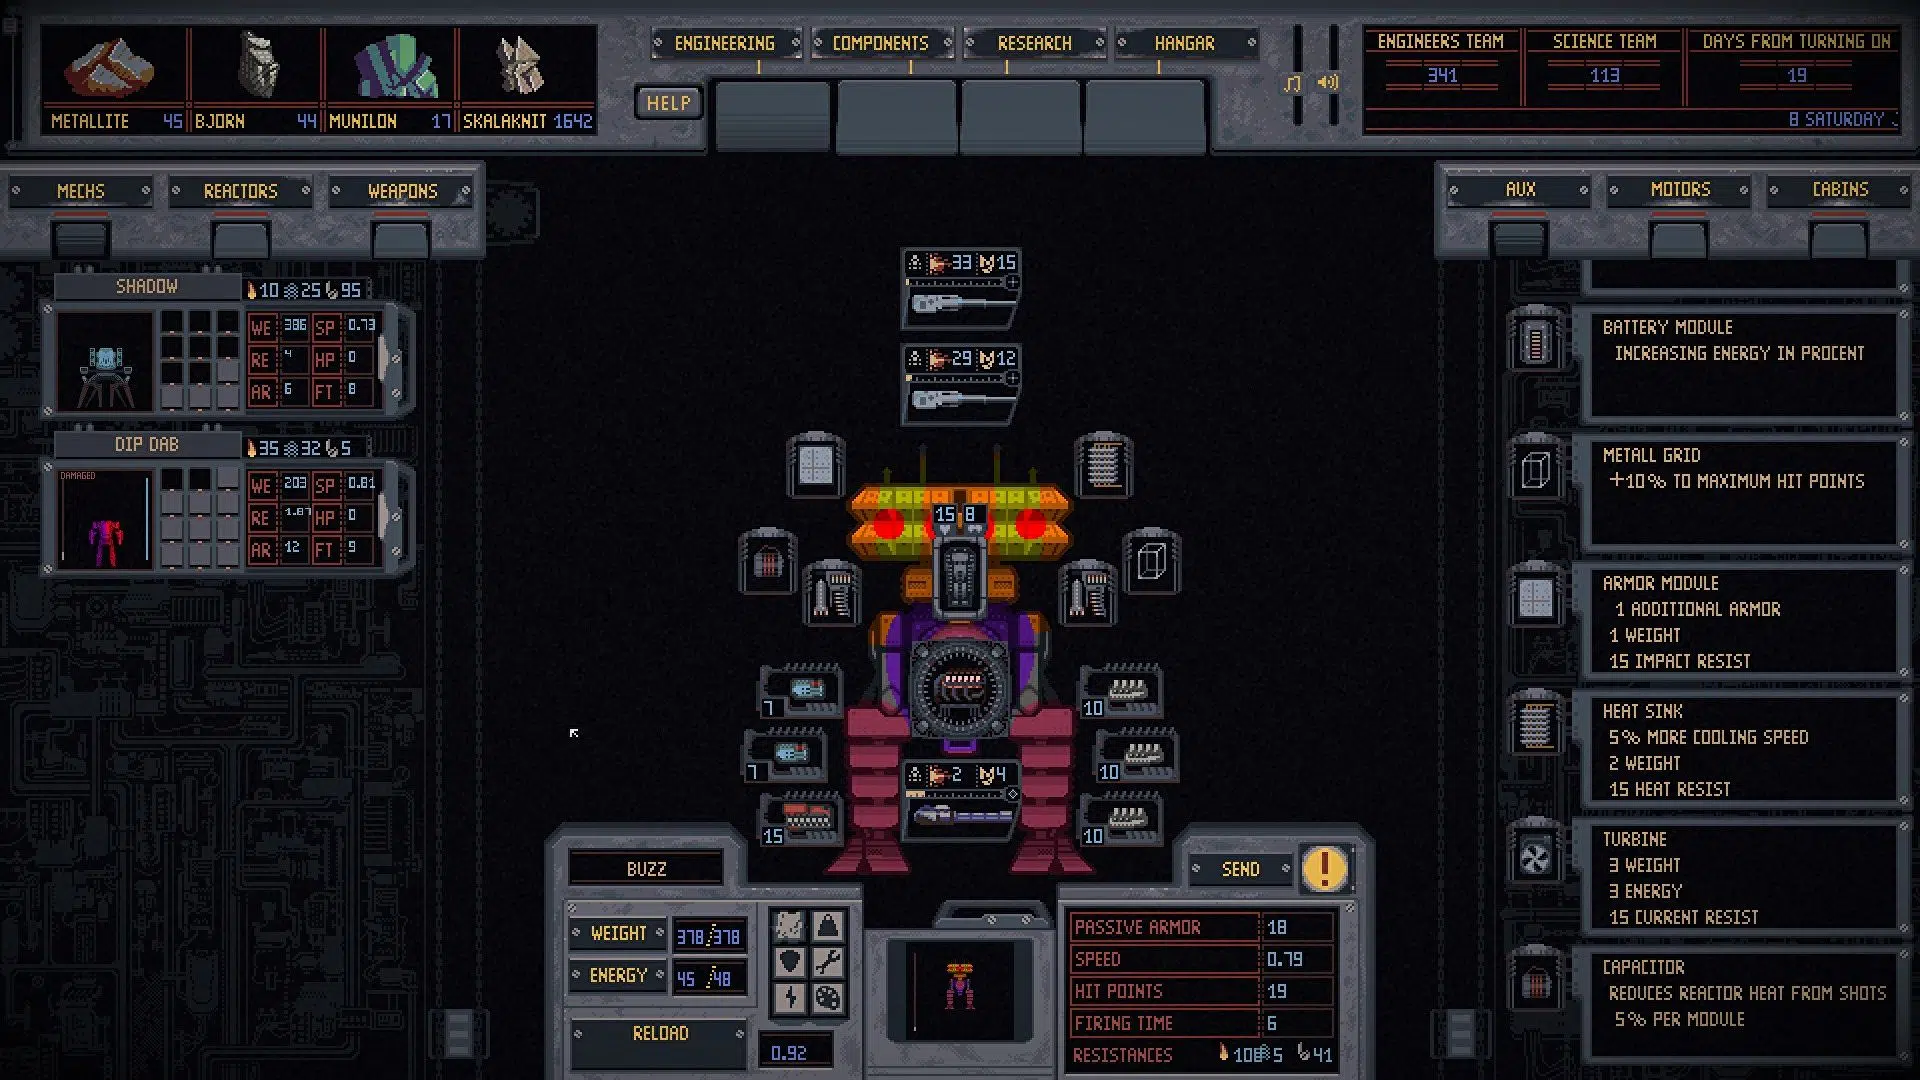 ENGINEERING
COMPONENTS
RESEARCH
HANGAR
ENGINEERS TEAM
SCIENCE TEAM
DAYS FROM TURNING ON
341
113
19
HELP
METALLITE 45
BJORN 44
MUNILON 17
SKALAKNIT 1642
8 SATURDAY
MECHS
REACTORS
WEAPONS
AUX
MOTORS
CABINS
SHADOW
10 25 95
WE 386 SP 0.73
RE 4 HP 0
AR 6 FT 8
DIP DAB
35 32 5
DAMAGED
WE 203 SP 0.81
RE 1.87 HP 0
AR 12 FT 9
33 15
29 12
15 8
7
10
7
10
2 4
15
10
BATTERY MODULE
INCREASING ENERGY IN PROCENT
METALL GRID
+10% TO MAXIMUM HIT POINTS
ARMOR MODULE
1 ADDITIONAL ARMOR
1 WEIGHT
15 IMPACT RESIST
HEAT SINK
5% MORE COOLING SPEED
2 WEIGHT
15 HEAT RESIST
TURBINE
3 WEIGHT
3 ENERGY
15 CURRENT RESIST
CAPACITOR
REDUCES REACTOR HEAT FROM SHOTS
5% PER MODULE
BUZZ
WEIGHT 378/378
ENERGY 45/48
RELOAD 0.92
SEND
!
PASSIVE ARMOR 18
SPEED 0.79
HIT POINTS 19
FIRING TIME 6
RESISTANCES 5 41